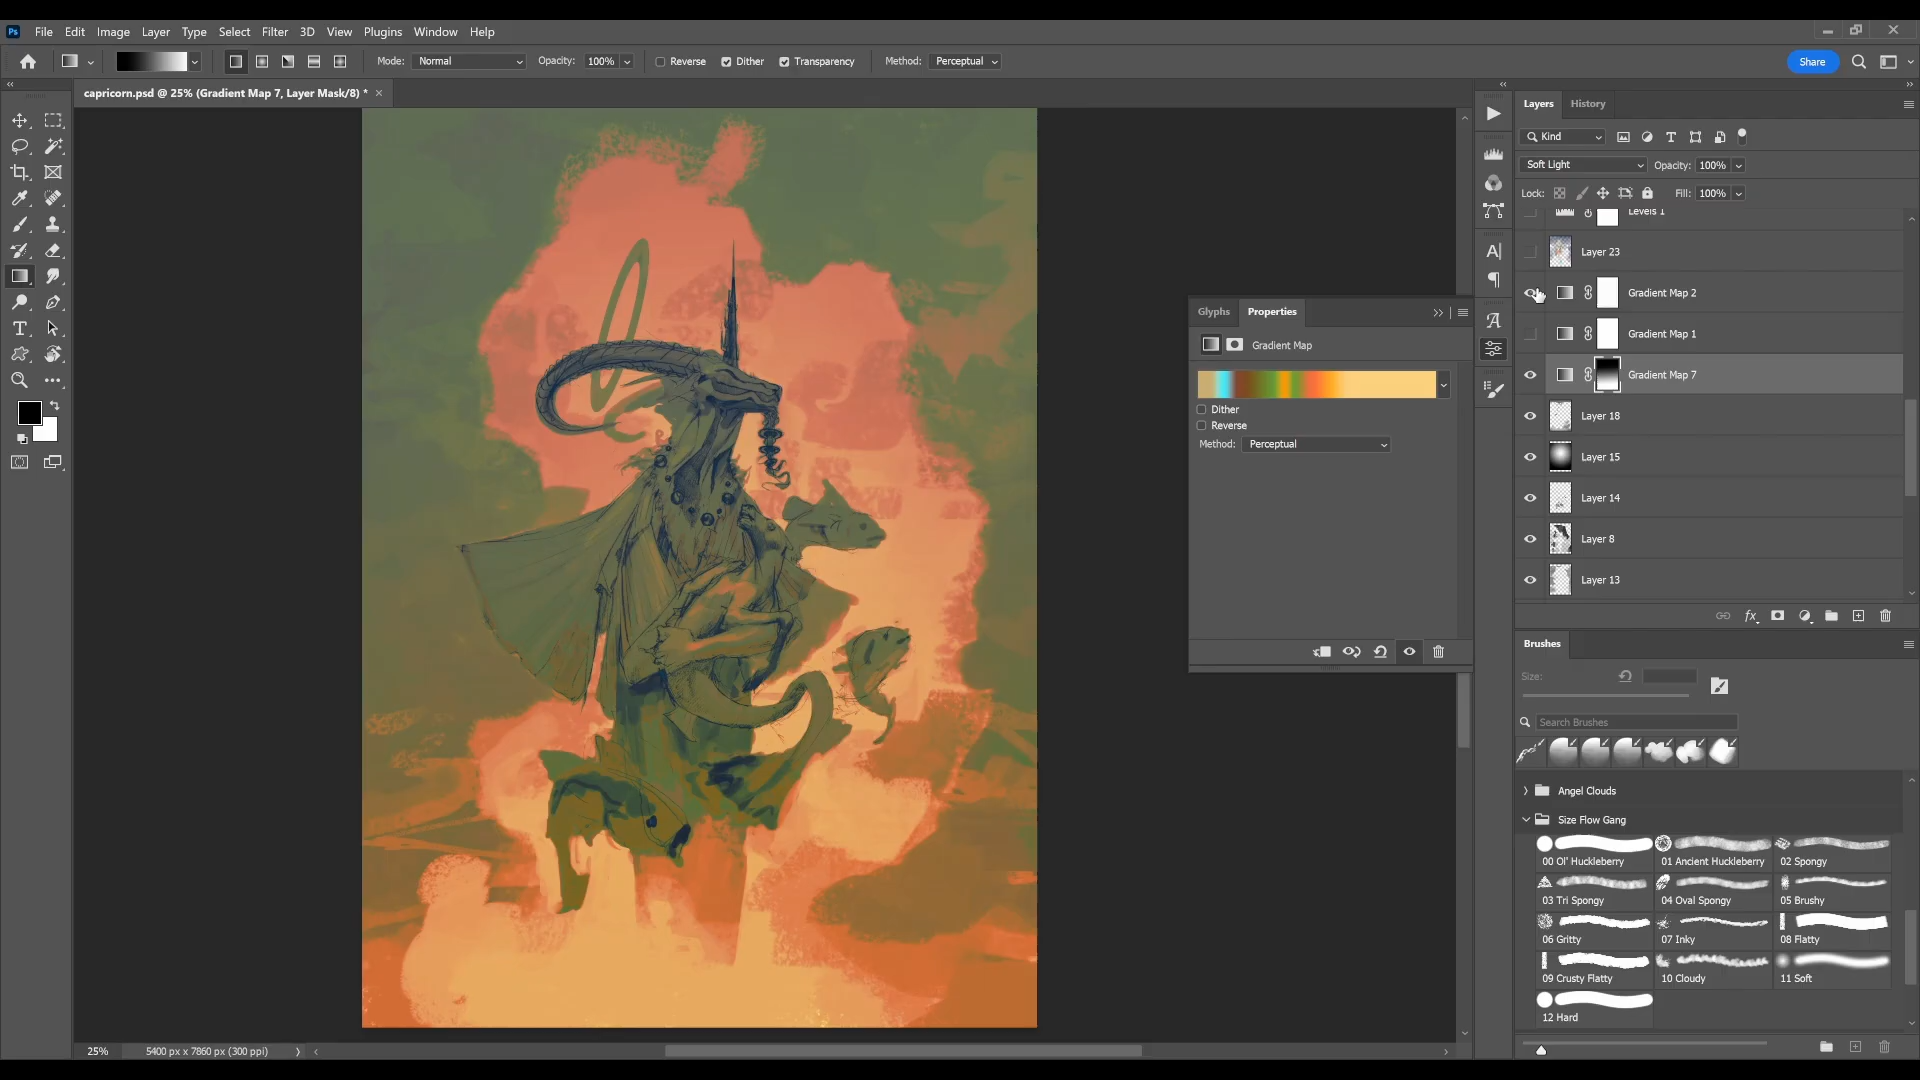 Ps File Edit Image Layer Type Select Filter 3D View Plugins Window Help
Mode: Normal Opacity: 100% Reverse Dither Transparency Method: Perceptual Share
capricorn.psd @ 25% (Gradient Map 7, Layer Mask/8) *
Layers History
Kind
Soft Light Opacity: 100%
Lock: Fill: 100%
Levels 1
Layer 23
Gradient Map 2
Gradient Map 1
Gradient Map 7
Layer 18
Layer 15
Layer 14
Layer 8
Layer 13
Glyphs Properties
Gradient Map
Dither
Reverse
Method: Perceptual
Brushes
Size:
Search Brushes
Angel Clouds
Size Flow Gang
00 Ol' Huckleberry 01 Ancient Huckleberry 02 Spongy
03 Tri Spongy 04 Oval Spongy 05 Brushy
06 Gritty 07 Inky 08 Flatty
09 Crusty Flatty 10 Cloudy 11 Soft
12 Hard
25% 5400 px x 7860 px (300 ppi)